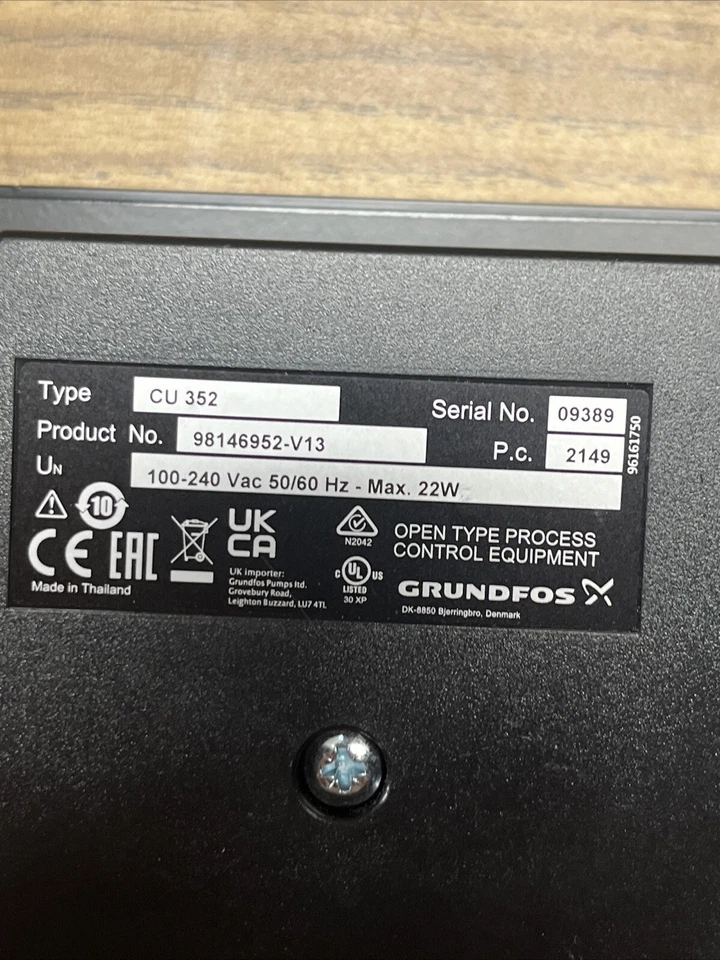 Type CU 352
Serial No. 09389
Product No. 98146952-V13
P.c. 2149
UN 100-240 Vac 50/60 Hz - Max. 22W
96161750
10
CE EAC
UK
CA
UK importer:
Grundfos Pumps ltd.
Grovebury Road,
Leighton Buzzard, LU7 4TL
N2042
C UL US
LISTED
30 XP
OPEN TYPE PROCESS
CONTROL EQUIPMENT
Made in Thailand
GRUNDFOS
DK-8850 Bjerringbro, Denmark